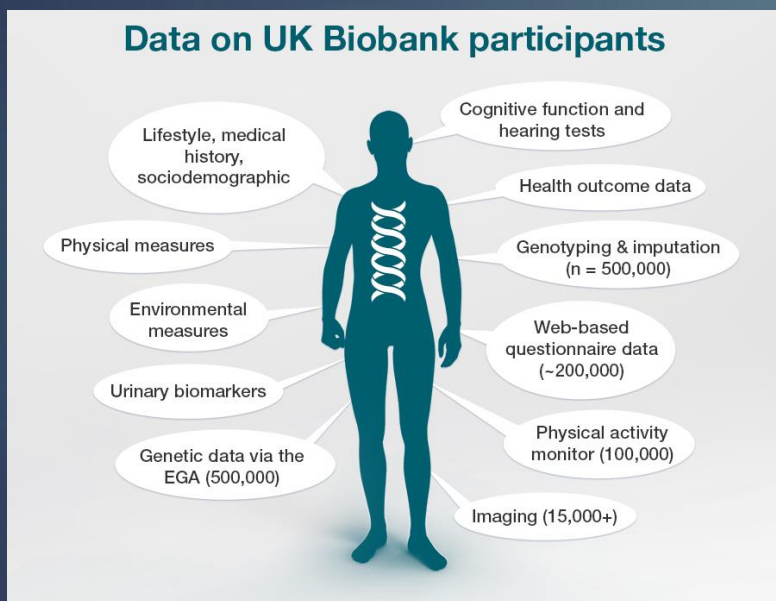 Data on UK Biobank participants
Lifestyle, medical
history,
sociodemographic
Physical measures
Environmental
measures
Urinary biomarkers
Genetic data via the
EGA (500,000)
Cognitive function and
hearing tests
Health outcome data
Genotyping & imputation
(n = 500,000)
Web-based
questionnaire data
(~200,000)
Physical activity
monitor (100,000)
Imaging (15,000+)